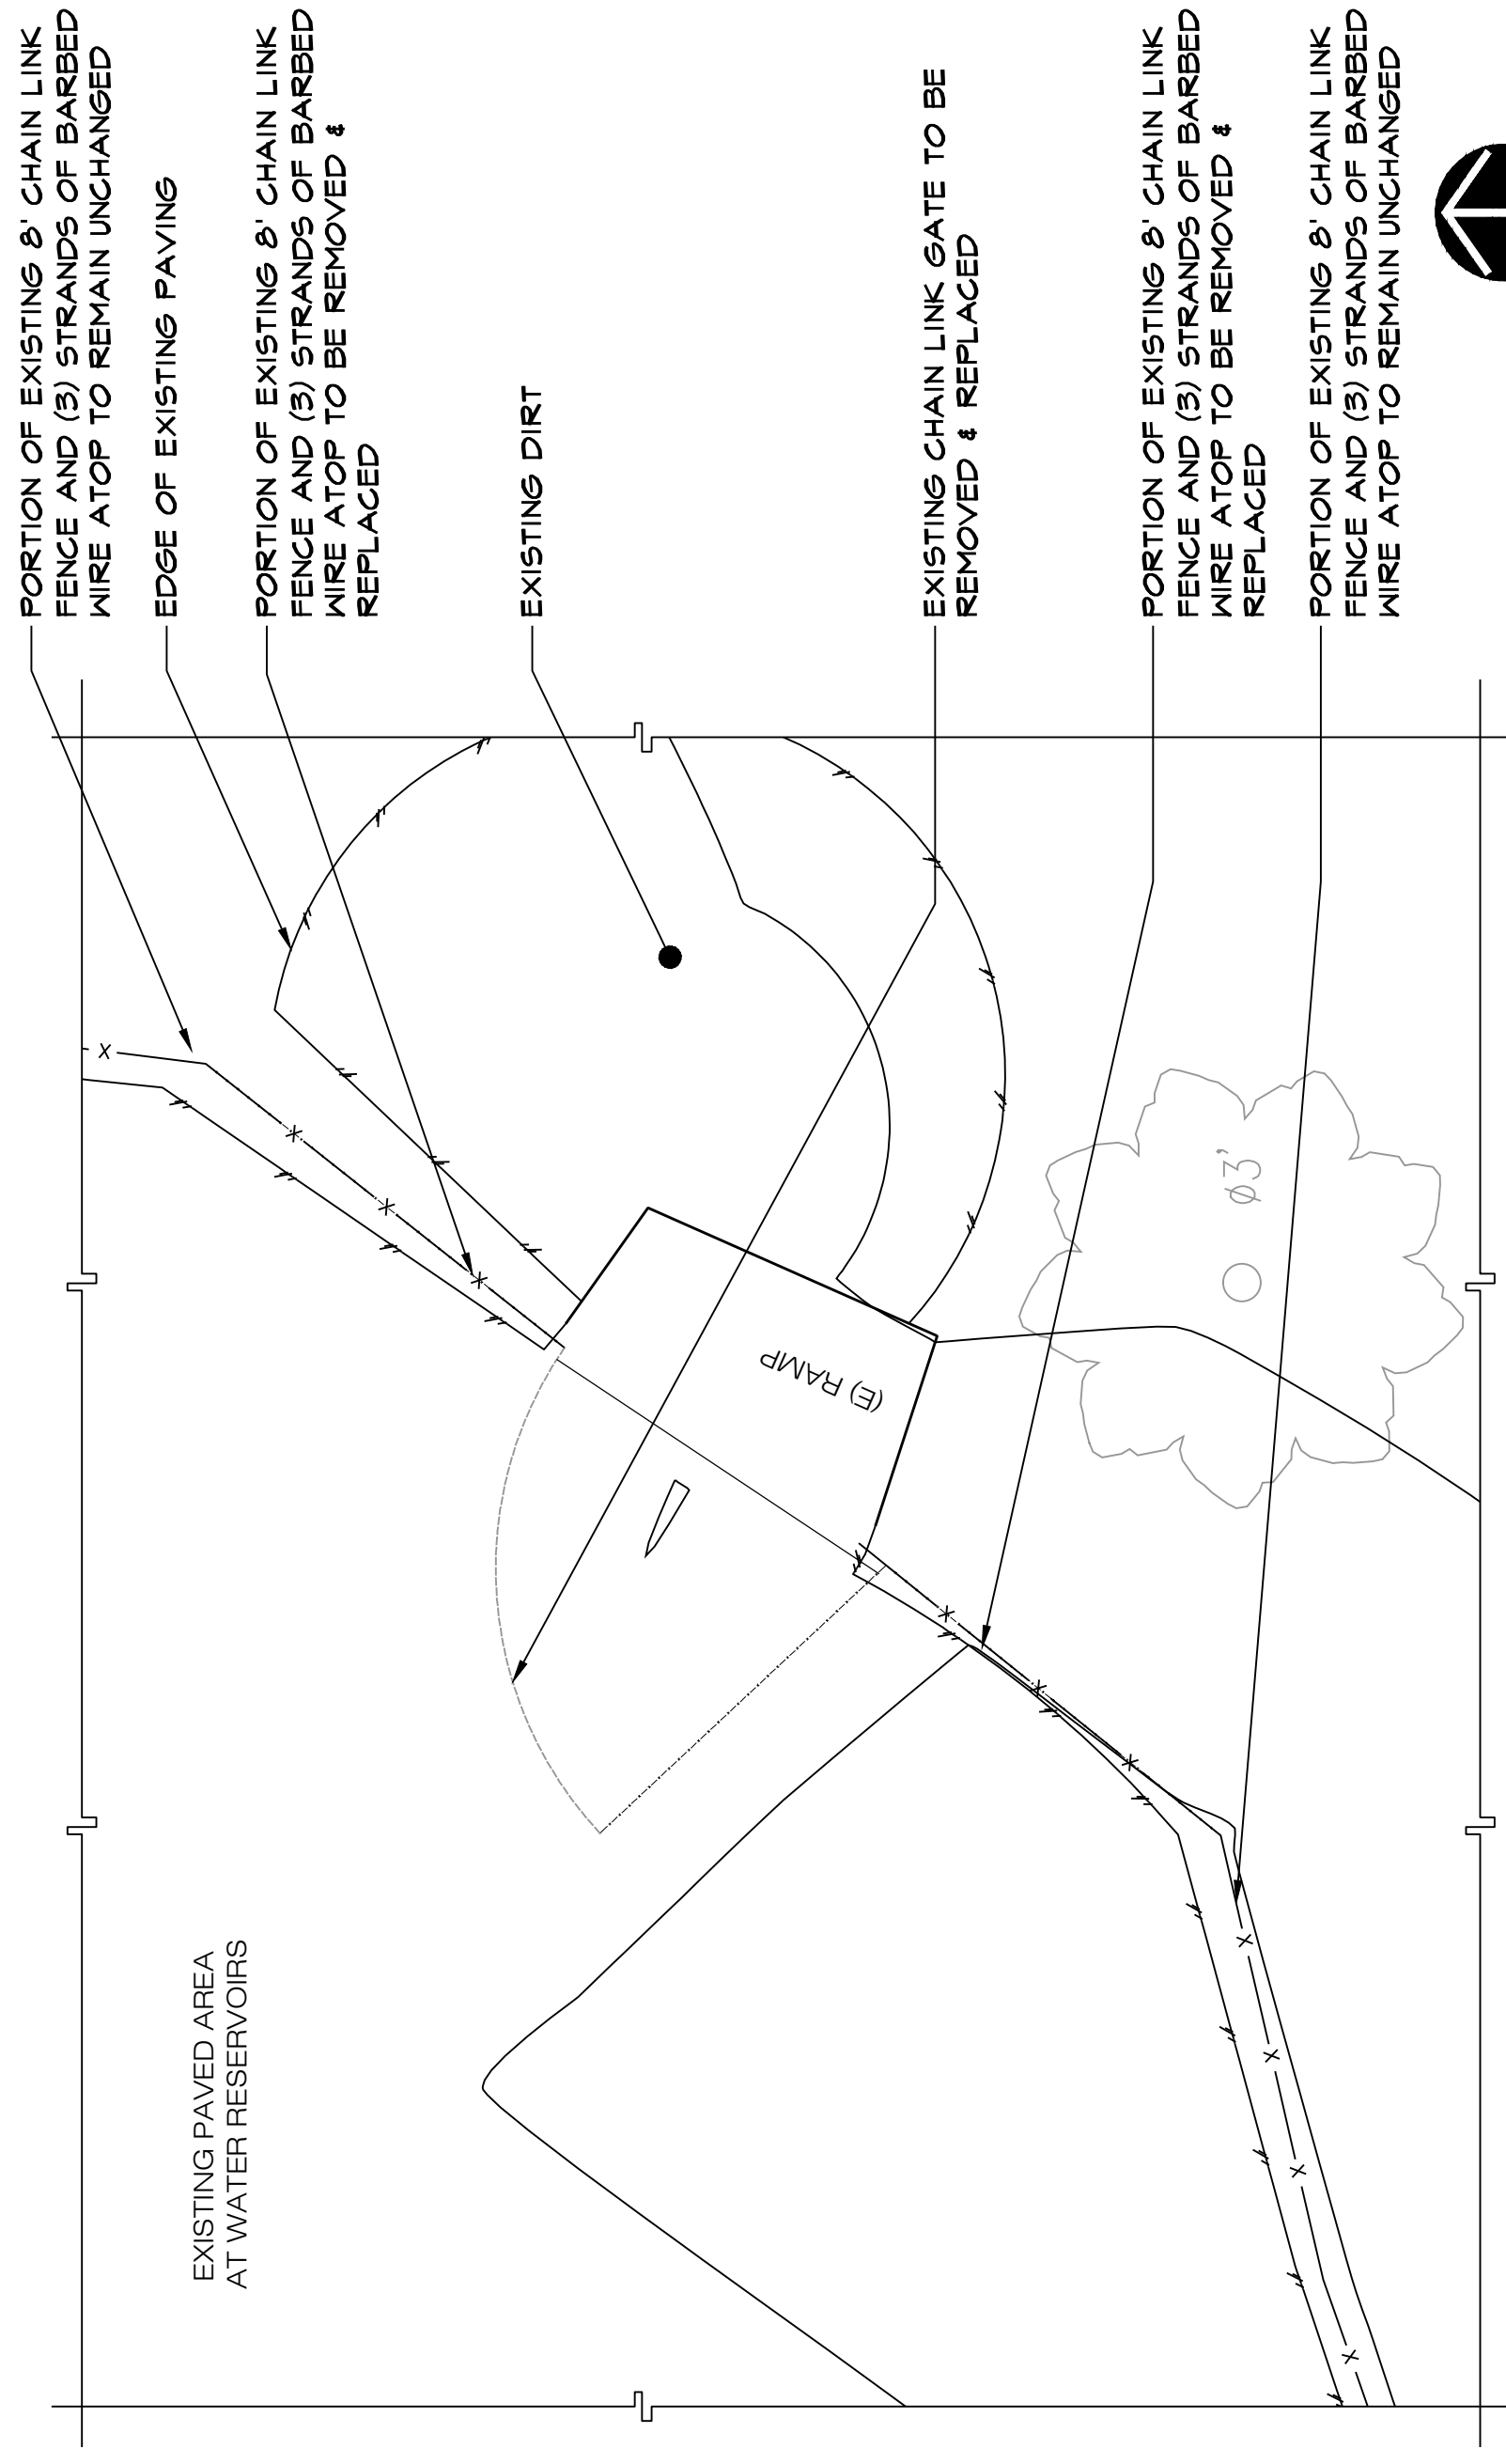 PORTION OF EXISTING 8' CHAIN LINK
FENCE AND (3) STRANDS OF BARBED
WIRE ATOP TO REMAIN UNCHANGED
EDGE OF EXISTING PAVING
PORTION OF EXISTING 8' CHAIN LINK
FENCE AND (3) STRANDS OF BARBED
WIRE ATOP TO BE REMOVED &
REPLACED
EXISTING DIRT
EXISTING CHAIN LINK GATE TO BE
REMOVED & REPLACED
PORTION OF EXISTING 8' CHAIN LINK
FENCE AND (3) STRANDS OF BARBED
WIRE ATOP TO BE REMOVED &
REPLACED
PORTION OF EXISTING 8' CHAIN LINK
FENCE AND (3) STRANDS OF BARBED
WIRE ATOP TO REMAIN UNCHANGED
(E) RAMP
Ø3'
EXISTING PAVED AREA
AT WATER RESERVOIRS